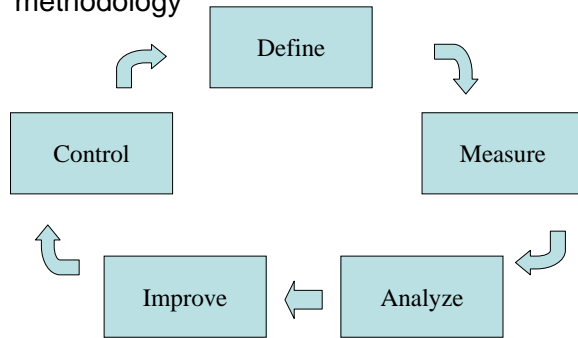 methodology
Define
Measure
Analyze
Improve
Control